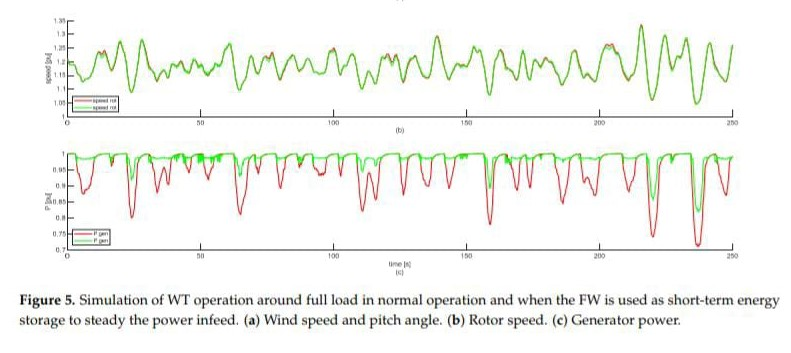 1.35
1.3
1.25
1.2
1.15
1.1
1.05
1
speed [pu]
speed rot
speed rot
0 50 100 150 200 250
(b)
1
0.95
0.9
0.85
0.8
0.75
0.7
P [pu]
P gen
P gen
0 50 100 150 200 250
time [s]
(c)
Figure 5. Simulation of WT operation around full load in normal operation and when the FW is used as short-term energy
storage to steady the power infeed. (a) Wind speed and pitch angle. (b) Rotor speed. (c) Generator power.